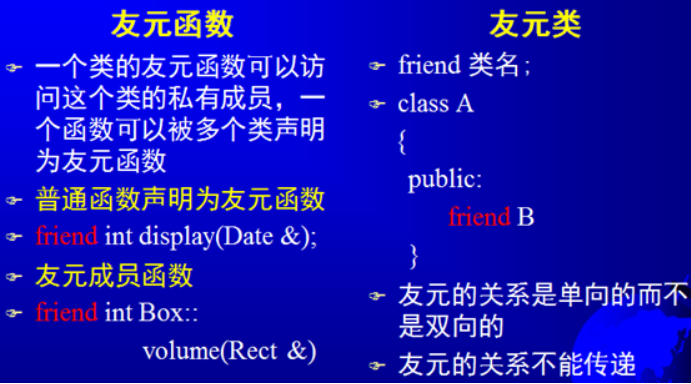 友元函数
一个类的友元函数可以访
问这个类的私有成员，一
个函数可以被多个类声明
为友元函数
普通函数声明为友元函数
friend int display(Date &);
友元成员函数
friend int Box::
volume(Rect &)
友元类
friend 类名;
class A
{
public:
friend B
}
友元的关系是单向的而不
是双向的
友元的关系不能传递